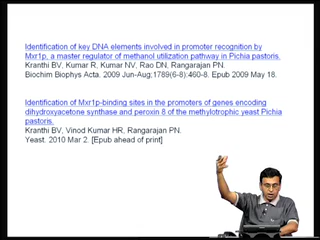 Identification of key DNA elements involved in promoter recognition by
Mxr1p, a master regulator of methanol utilization pathway in Pichia pastoris.
Kranthi BV, Kumar R, Kumar NV, Rao DN, Rangarajan PN.
Biochim Biophys Acta. 2009 Jun-Aug;1789(6-8):460-8. Epub 2009 May 18.
Identification of Mxr1p-binding sites in the promoters of genes encoding
dihydroxyacetone synthase and peroxin 8 of the methylotrophic yeast Pichia
pastoris.
Kranthi BV, Vinod Kumar HR, Rangarajan PN.
Yeast. 2010 Mar 2. [Epub ahead of print]